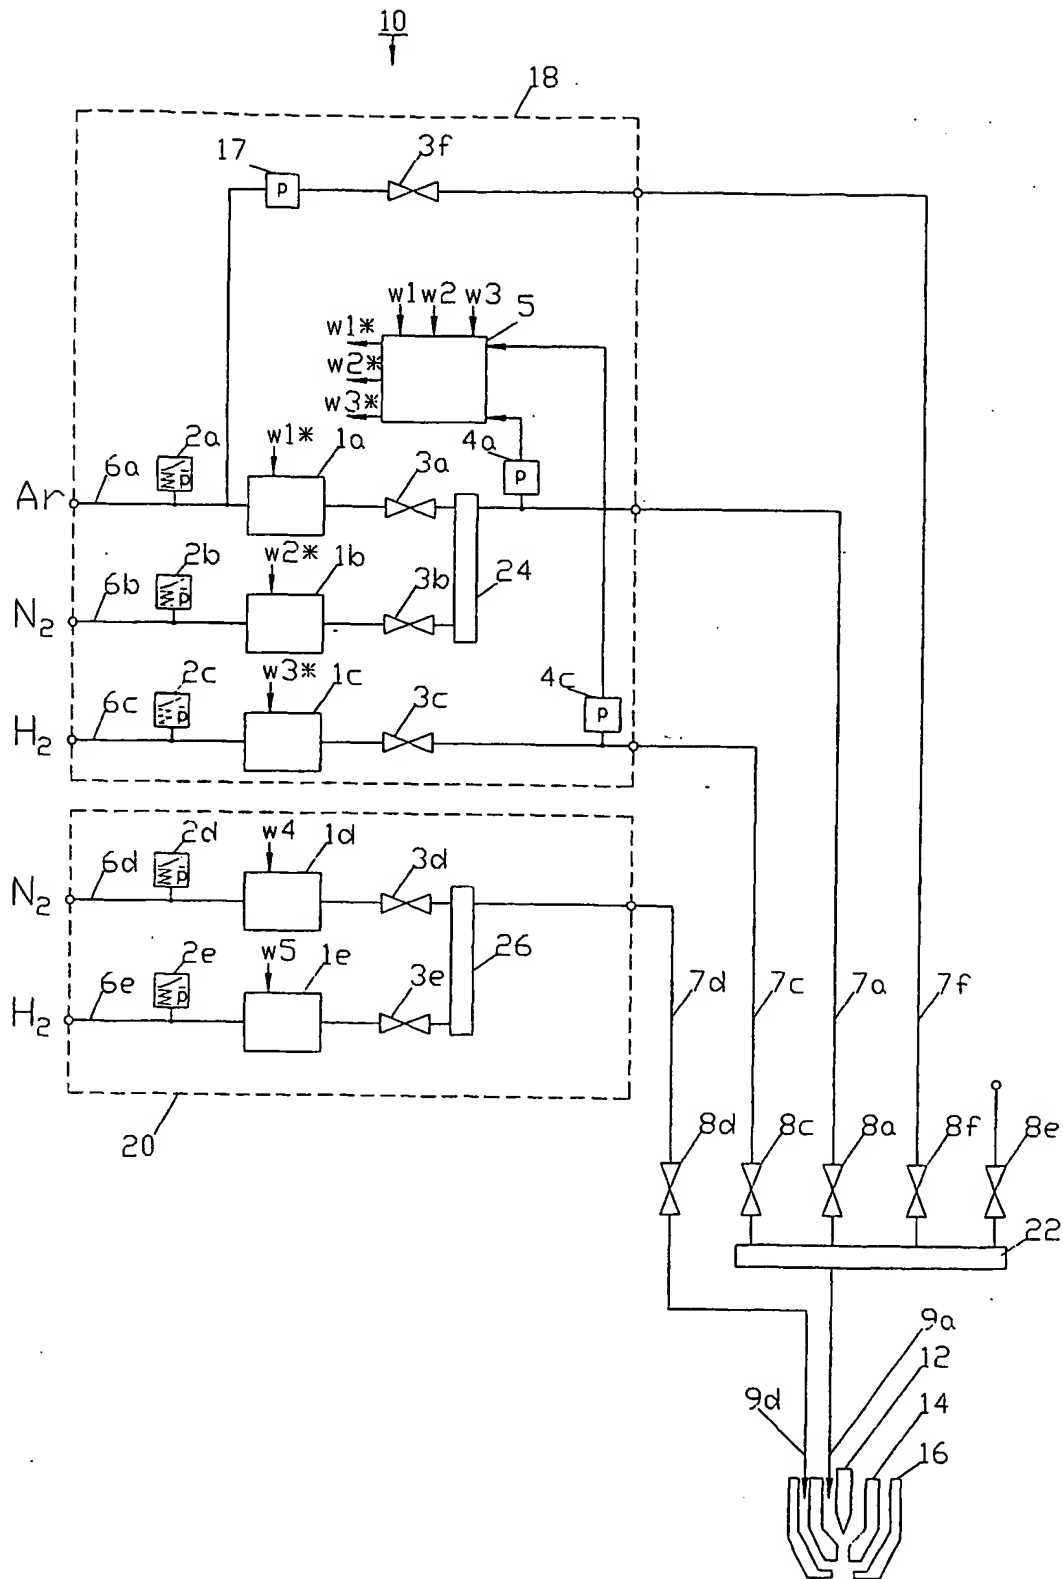 10
18
17
3f
p
w1 w2 w3
5
w1*
w2*
w3*
4a
2a
w1*
1a
3a
p
6a
p
Ar
2b
w2*
1b
3b
24
6b
p
N2
2c
w3*
1c
3c
4c
6c
p
p
H2
2d
w4
1d
3d
6d
p
N2
26
2e
w5
1e
3e
6e
p
H2
7d
7c
7a
7f
20
8d
8c
8a
8f
8e
22
9a
12
9d
14
16